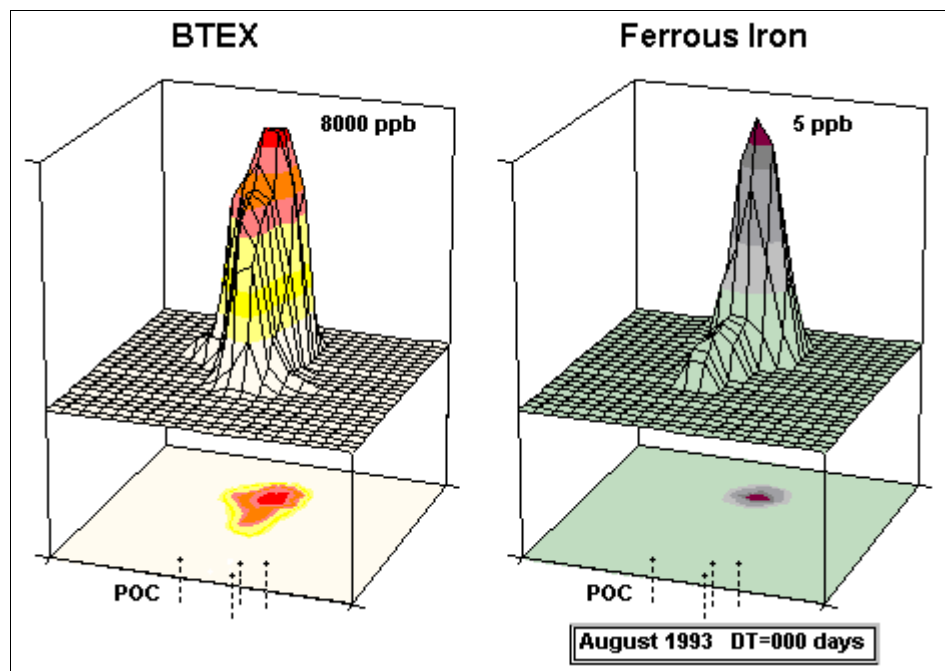 BTEX
Ferrous Iron
8000 ppb
5 ppb
POC
POC
August 1993 DT=000 days